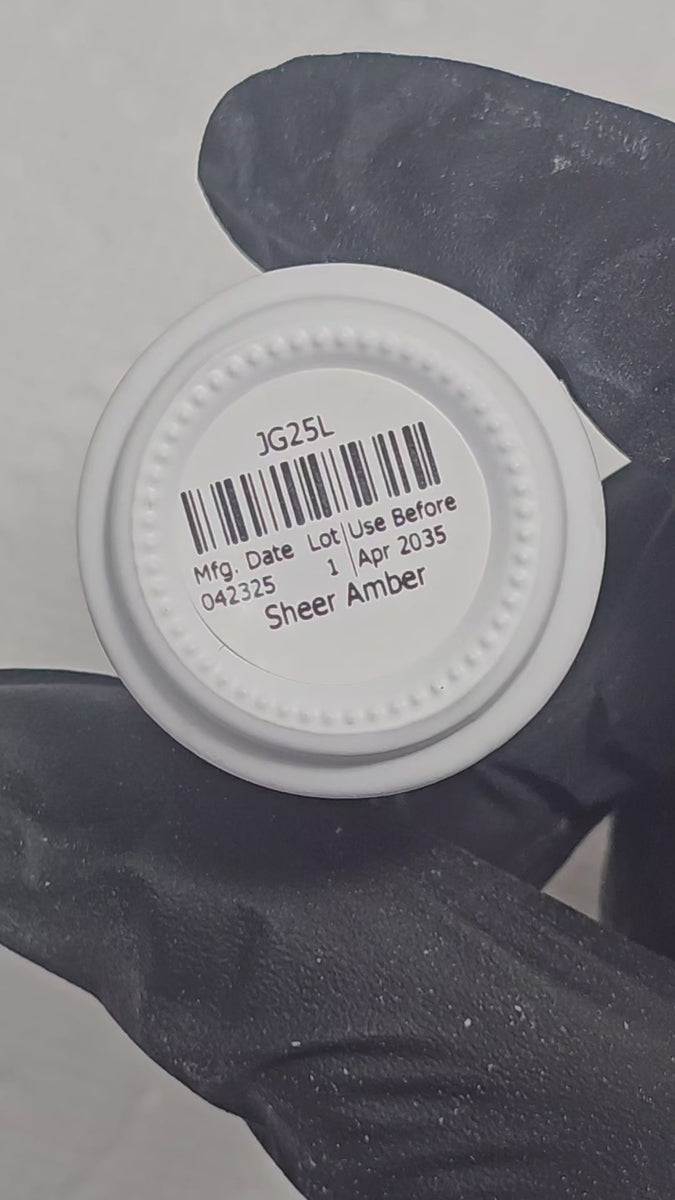 JG25L
Mfg. Date Lot Use Before
042325 1 Apr 2035
Sheer Amber